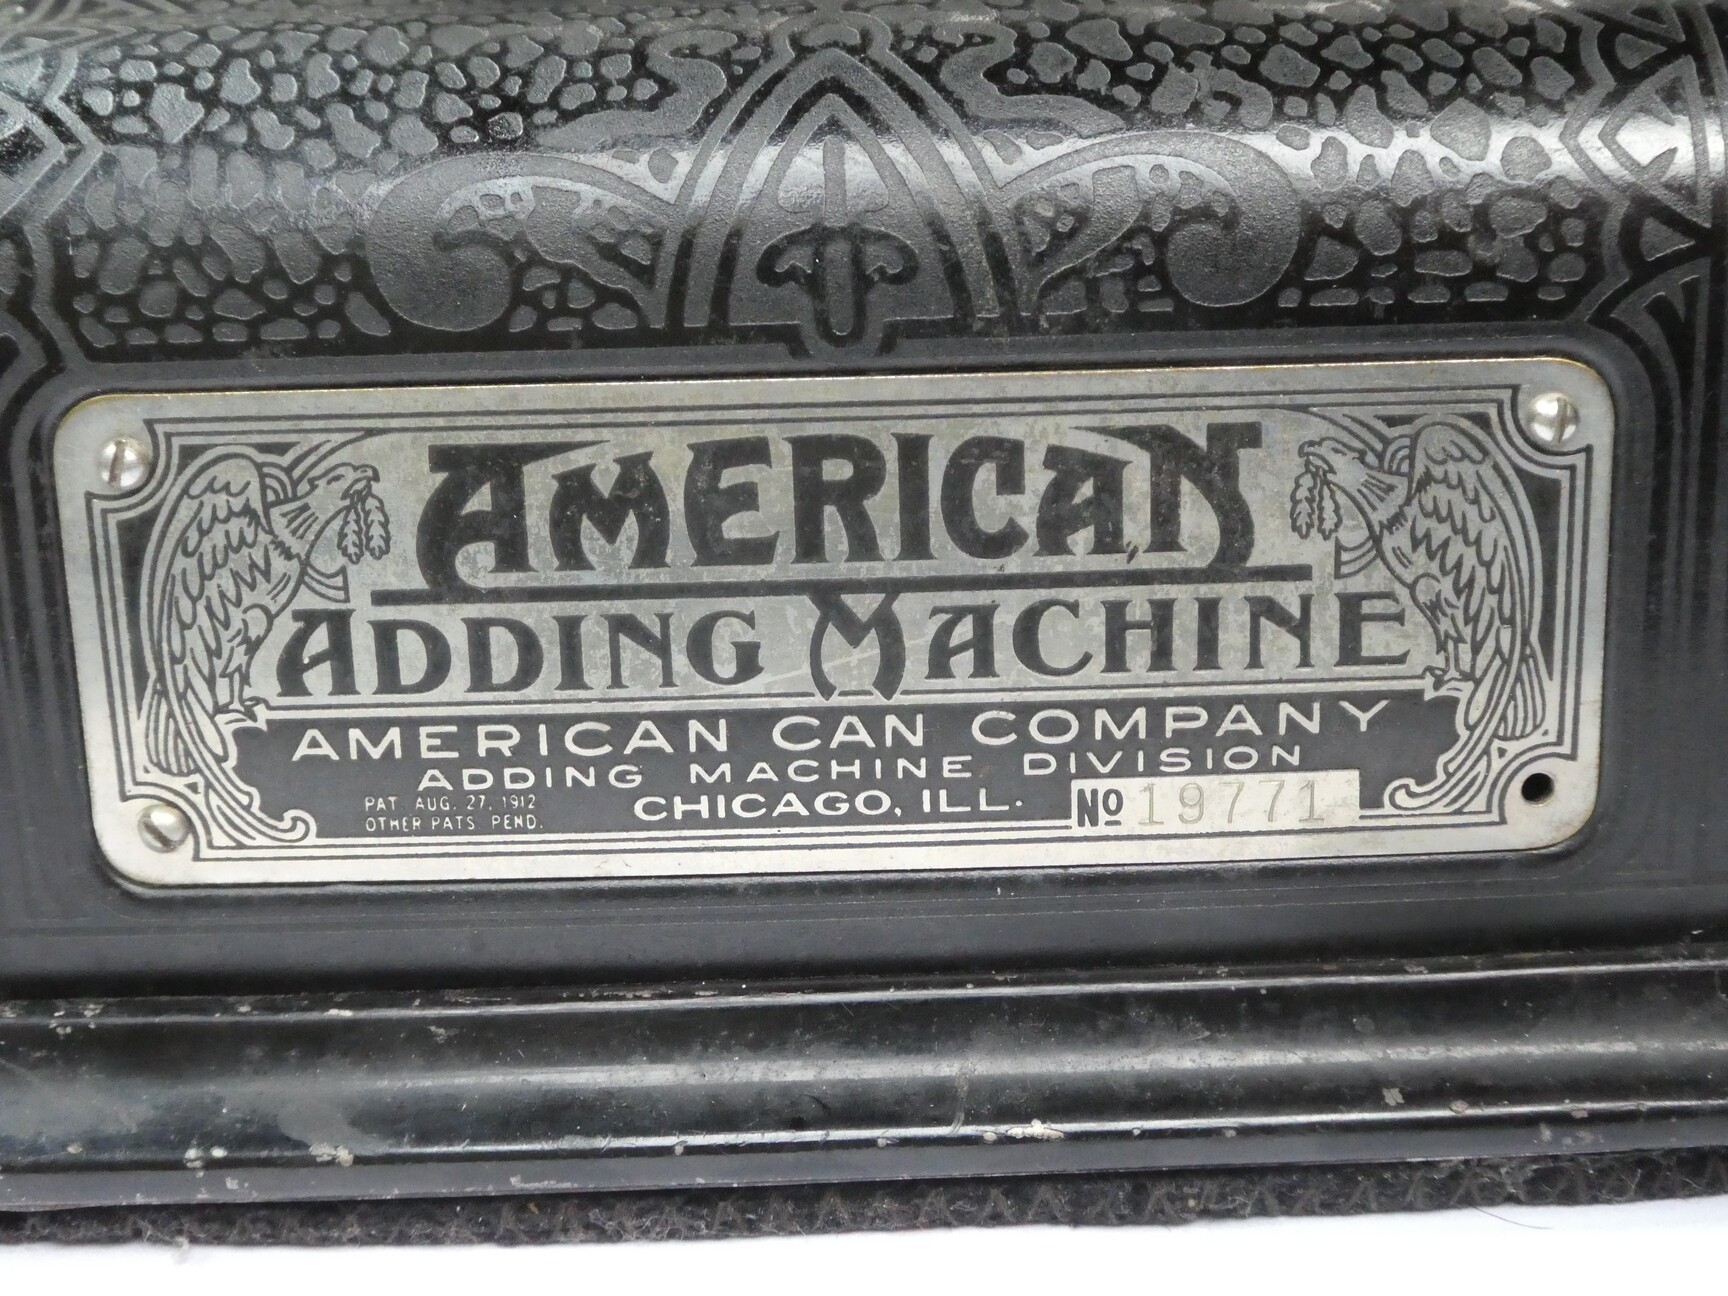 AMERICAN
ADDING MACHINE
AMERICAN CAN COMPANY
ADDING MACHINE DIVISION
PAT. AUG. 27, 1912
OTHER PATS. PEND.
CHICAGO, ILL.
No 19771